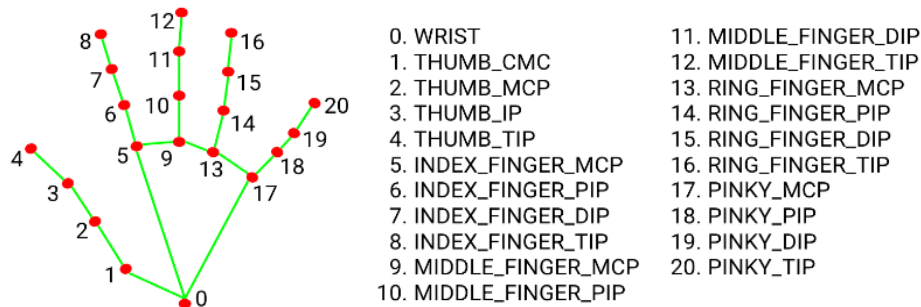 0. WRIST
1. THUMB_CMC
2. THUMB_MCP
3. THUMB_IP
4. THUMB_TIP
5. INDEX_FINGER_MCP
6. INDEX_FINGER_PIP
7. INDEX_FINGER_DIP
8. INDEX_FINGER_TIP
9. MIDDLE_FINGER_MCP
10. MIDDLE_FINGER_PIP
11. MIDDLE_FINGER_DIP
12. MIDDLE_FINGER_TIP
13. RING_FINGER_MCP
14. RING_FINGER_PIP
15. RING_FINGER_DIP
16. RING_FINGER_TIP
17. PINKY_MCP
18. PINKY_PIP
19. PINKY_DIP
20. PINKY_TIP
12
8
16
11
7
15
20
10
6
14
19
4
5
9
13
18
3
17
2
1
0